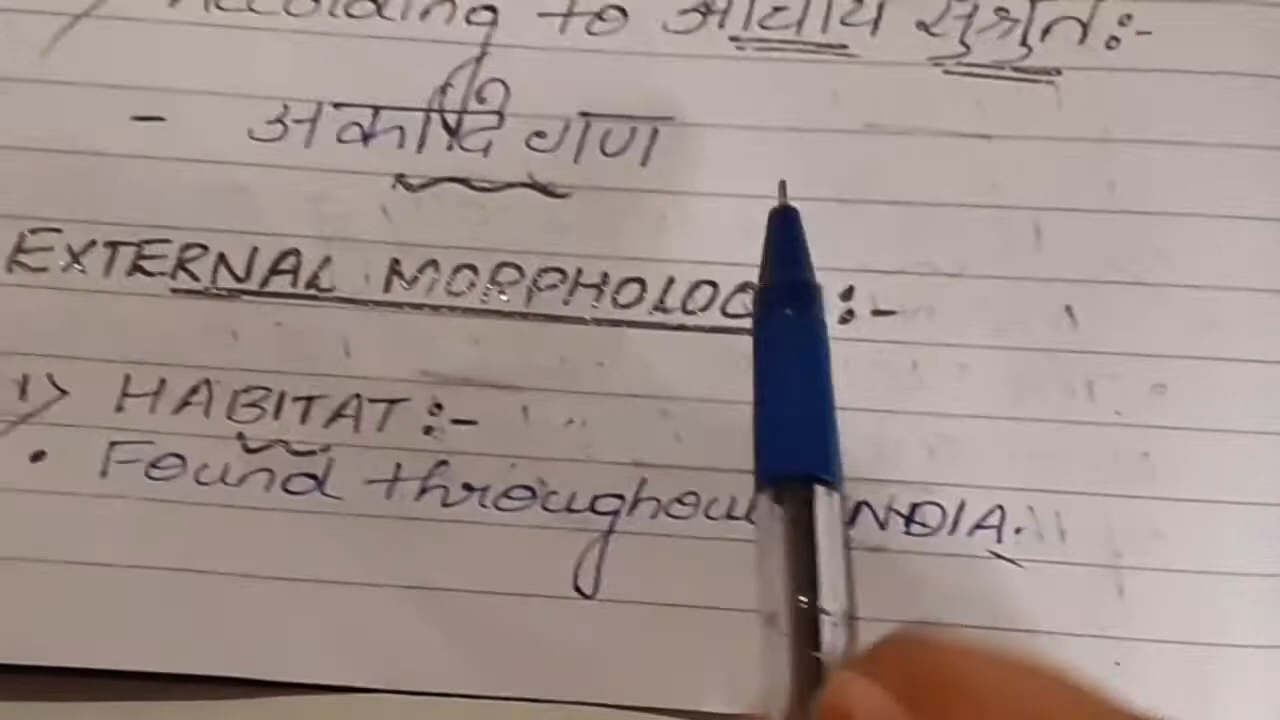 According to आचार्य सुश्रुत :-
- अर्कादि गण
EXTERNAL MORPHOLOG :-
1> HABITAT :-
• Found throughou NDIA.